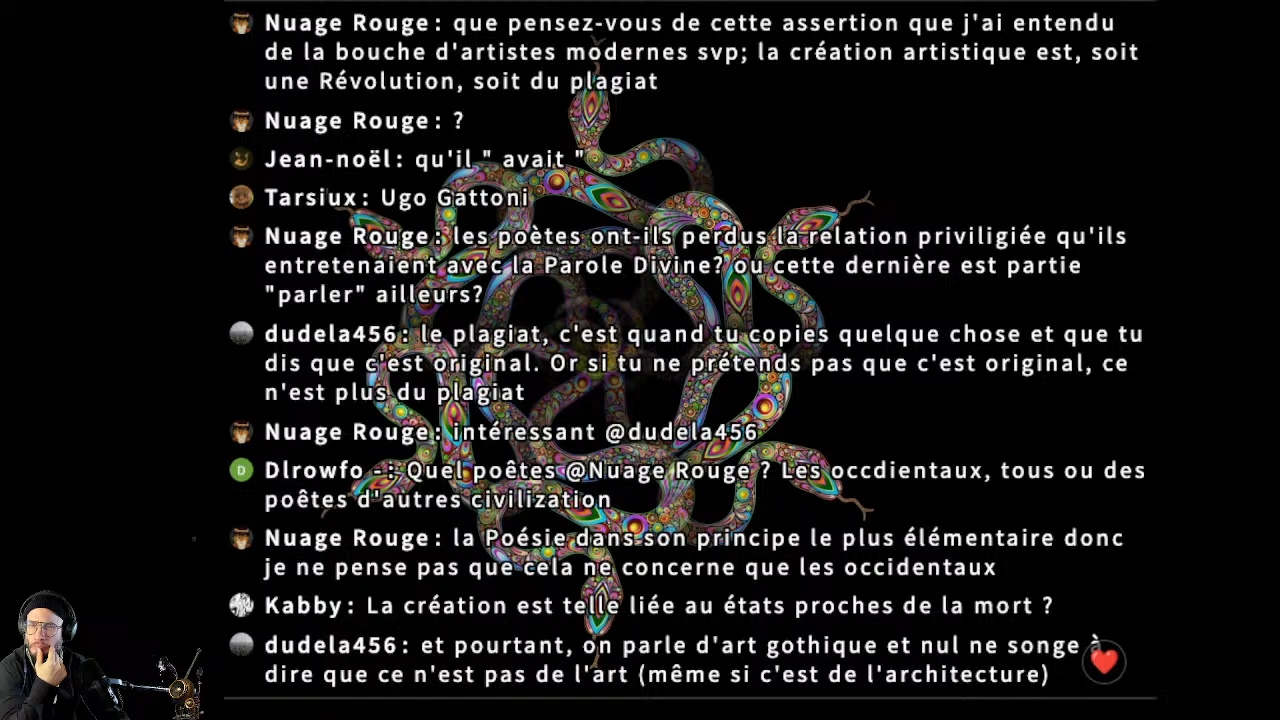 Nuage Rouge: que pensez-vous de cette assertion que j'ai entendu
de la bouche d'artistes modernes svp; la création artistique est, soit
une Révolution, soit du plagiat
Nuage Rouge: ?
Jean-noël: qu'il " avait "
Tarsiux: Ugo Gattoni
Nuage Rouge: les poètes ont-ils perdus la relation priviligiée qu'ils
entretenaient avec la Parole Divine? ou cette dernière est partie
"parler" ailleurs?
dudela456: le plagiat, c'est quand tu copies quelque chose et que tu
dis que c'est original. Or si tu ne prétends pas que c'est original, ce
n'est plus du plagiat
Nuage Rouge: intéressant @dudela456
D Dlrowfo -: Quel poêtes @Nuage Rouge ? Les occdientaux, tous ou des
poêtes d'autres civilization
Nuage Rouge: la Poésie dans son principe le plus élémentaire donc
je ne pense pas que cela ne concerne que les occidentaux
Kabby: La création est telle liée au états proches de la mort ?
dudela456: et pourtant, on parle d'art gothique et nul ne songe à
dire que ce n'est pas de l'art (même si c'est de l'architecture)